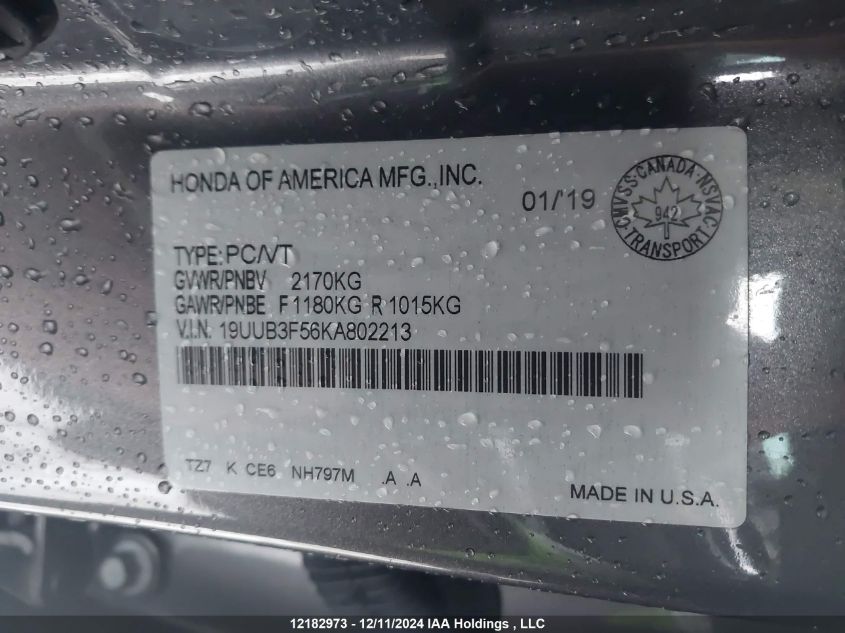 HONDA OF AMERICA MFG.,INC.
01/'19
CMVSS·CANADA·NSVAC·TRANSPORT
942
TYPE:PC/VT
GVWR/PNBV 2170KG
GAWR/PNBE F 1180KG R 1015KG
V.I.N. 19UUB3F56KA802213
TZ7 K CE6 NH797M .A .A
MADE IN U.S.A.
12182973 - 12/11/2024 IAA Holdings , LLC